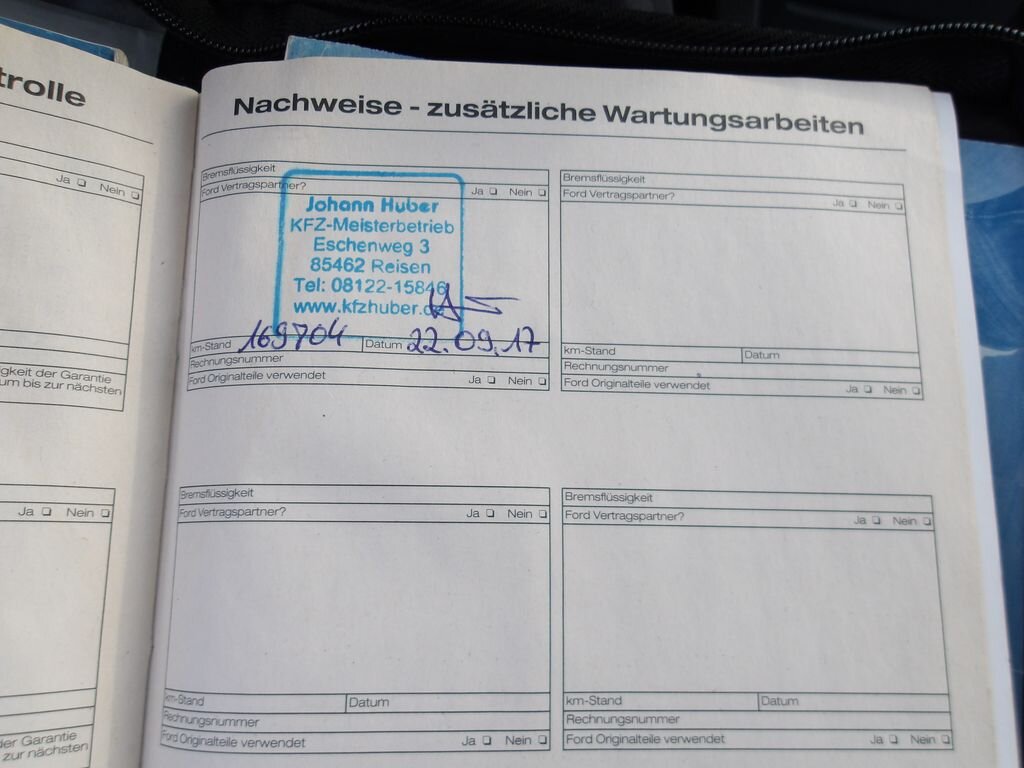 trolle
Ja Nein
gkeit der Garantie
um bis zur nächsten
Ja Nein
der Garantie
zur nächsten
Nachweise - zusätzliche Wartungsarbeiten
Bremsflüssigkeit
Ford Vertragspartner? Ja Nein
Johann Huber
KFZ-Meisterbetrieb
Eschenweg 3
85462 Reisen
Tel: 08122-15846
www.kfzhuber.de
km-Stand 169704 Datum 22.09.17
Rechnungsnummer
Ford Originalteile verwendet Ja Nein
Bremsflüssigkeit
Ford Vertragspartner? Ja Nein
km-Stand Datum
Rechnungsnummer
Ford Originalteile verwendet Ja Nein
Bremsflüssigkeit
Ford Vertragspartner? Ja Nein
km-Stand Datum
Rechnungsnummer
Ford Originalteile verwendet Ja Nein
Bremsflüssigkeit
Ford Vertragspartner? Ja Nein
km-Stand Datum
Rechnungsnummer
Ford Originalteile verwendet Ja Nein